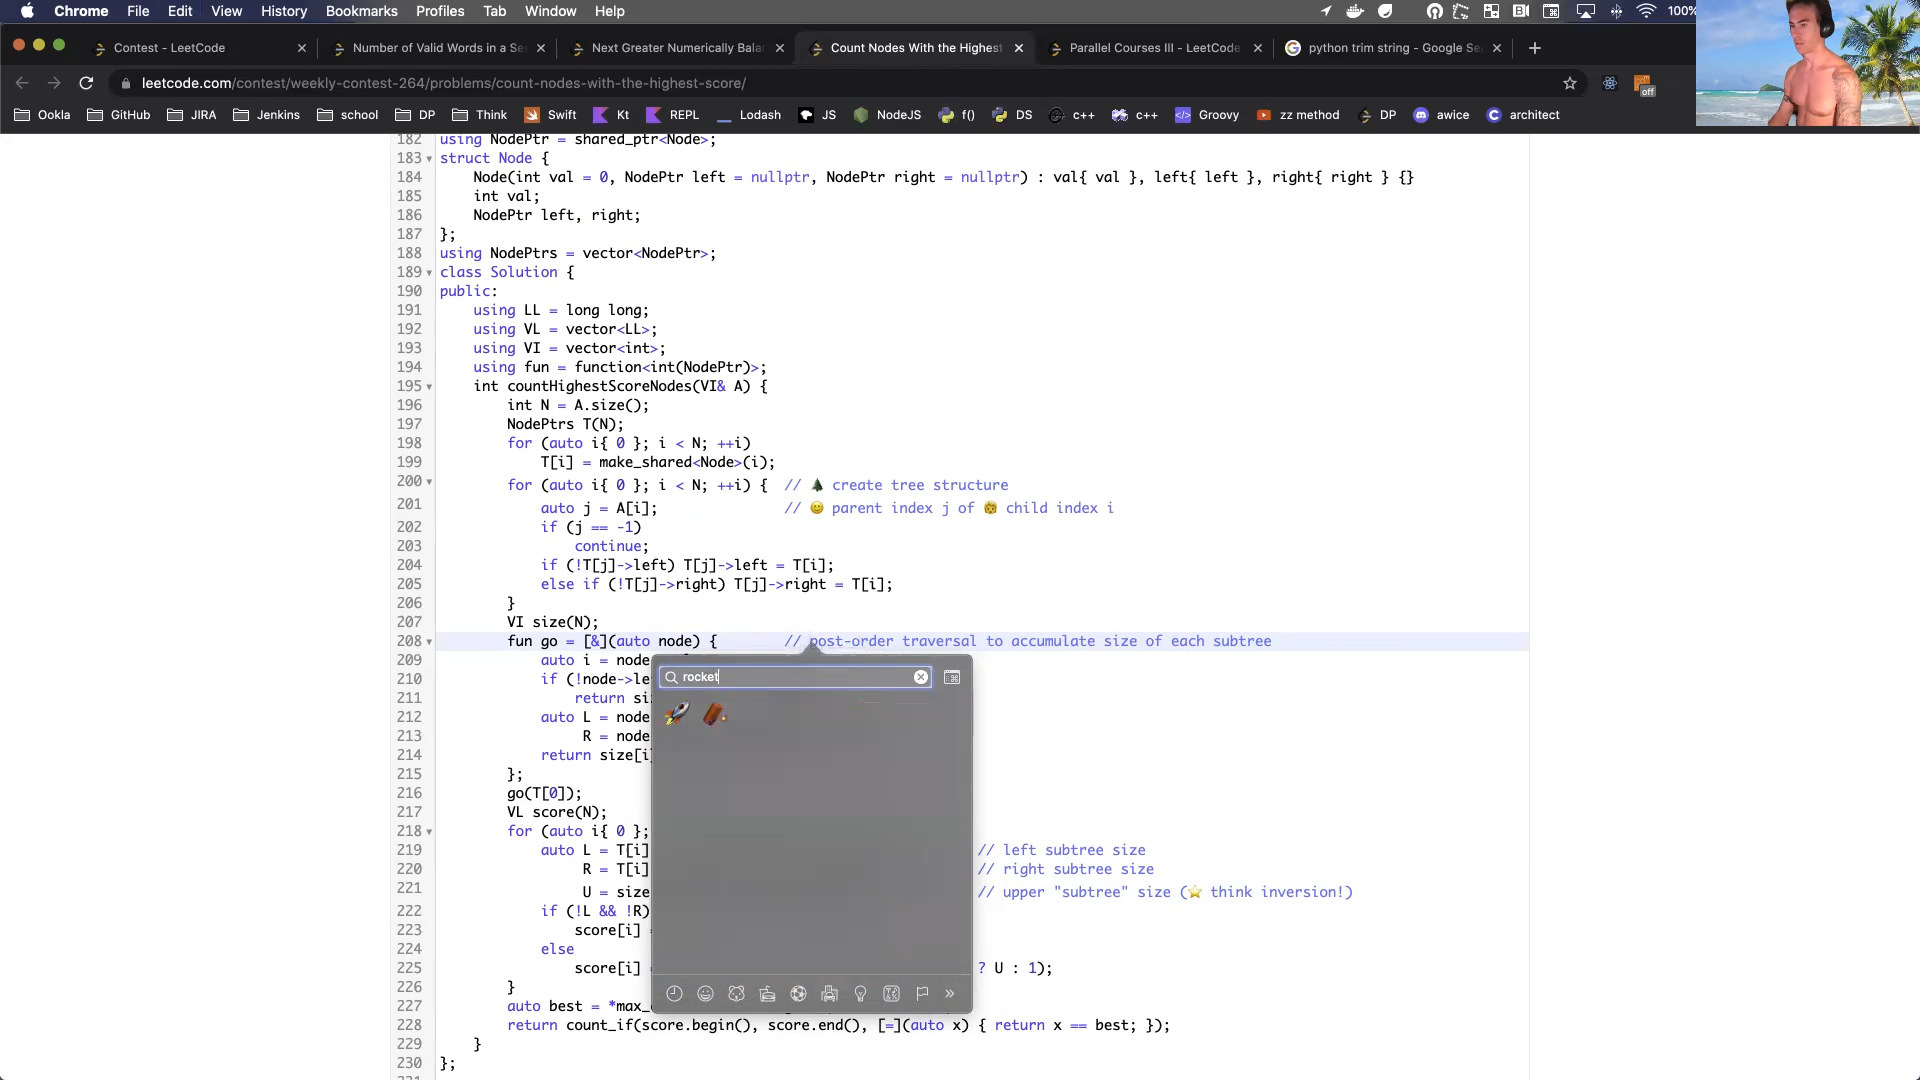 Chrome File Edit View History Bookmarks Profiles Tab Window Help 100%
Contest - LeetCode
Number of Valid Words in a Se
Next Greater Numerically Bala
Count Nodes With the Highest
Parallel Courses III - LeetCode
python trim string - Google Se
leetcode.com/contest/weekly-contest-264/problems/count-nodes-with-the-highest-score/
off
Ookla GitHub JIRA Jenkins school DP Think Swift Kt REPL Lodash JS NodeJS f() DS c++ c++ Groovy zz method DP awice architect
182 using NodePtr = shared_ptr<Node>;
183 struct Node {
184 Node(int val = 0, NodePtr left = nullptr, NodePtr right = nullptr) : val{ val }, left{ left }, right{ right } {}
185 int val;
186 NodePtr left, right;
187 };
188 using NodePtrs = vector<NodePtr>;
189 class Solution {
190 public:
191 using LL = long long;
192 using VL = vector<LL>;
193 using VI = vector<int>;
194 using fun = function<int(NodePtr)>;
195 int countHighestScoreNodes(VI& A) {
196 int N = A.size();
197 NodePtrs T(N);
198 for (auto i{ 0 }; i < N; ++i)
199 T[i] = make_shared<Node>(i);
200 for (auto i{ 0 }; i < N; ++i) { // 🌲 create tree structure
201 auto j = A[i]; // 🙂 parent index j of 👶 child index i
202 if (j == -1)
203 continue;
204 if (!T[j]->left) T[j]->left = T[i];
205 else if (!T[j]->right) T[j]->right = T[i];
206 }
207 VI size(N);
208 fun go = [&](auto node) { // post-order traversal to accumulate size of each subtree
209 auto i = node
210 if (!node->le
211 return si
212 auto L = node
213 R = node
214 return size[i]
215 };
216 go(T[0]);
217 VL score(N);
218 for (auto i{ 0 };
219 auto L = T[i] // left subtree size
220 R = T[i] // right subtree size
221 U = size // upper "subtree" size (⭐ think inversion!)
222 if (!L && !R)
223 score[i] =
224 else
225 score[i] = ? U : 1);
226 }
227 auto best = *max_
228 return count_if(score.begin(), score.end(), [=](auto x) { return x == best; });
229 }
230 };
rocket